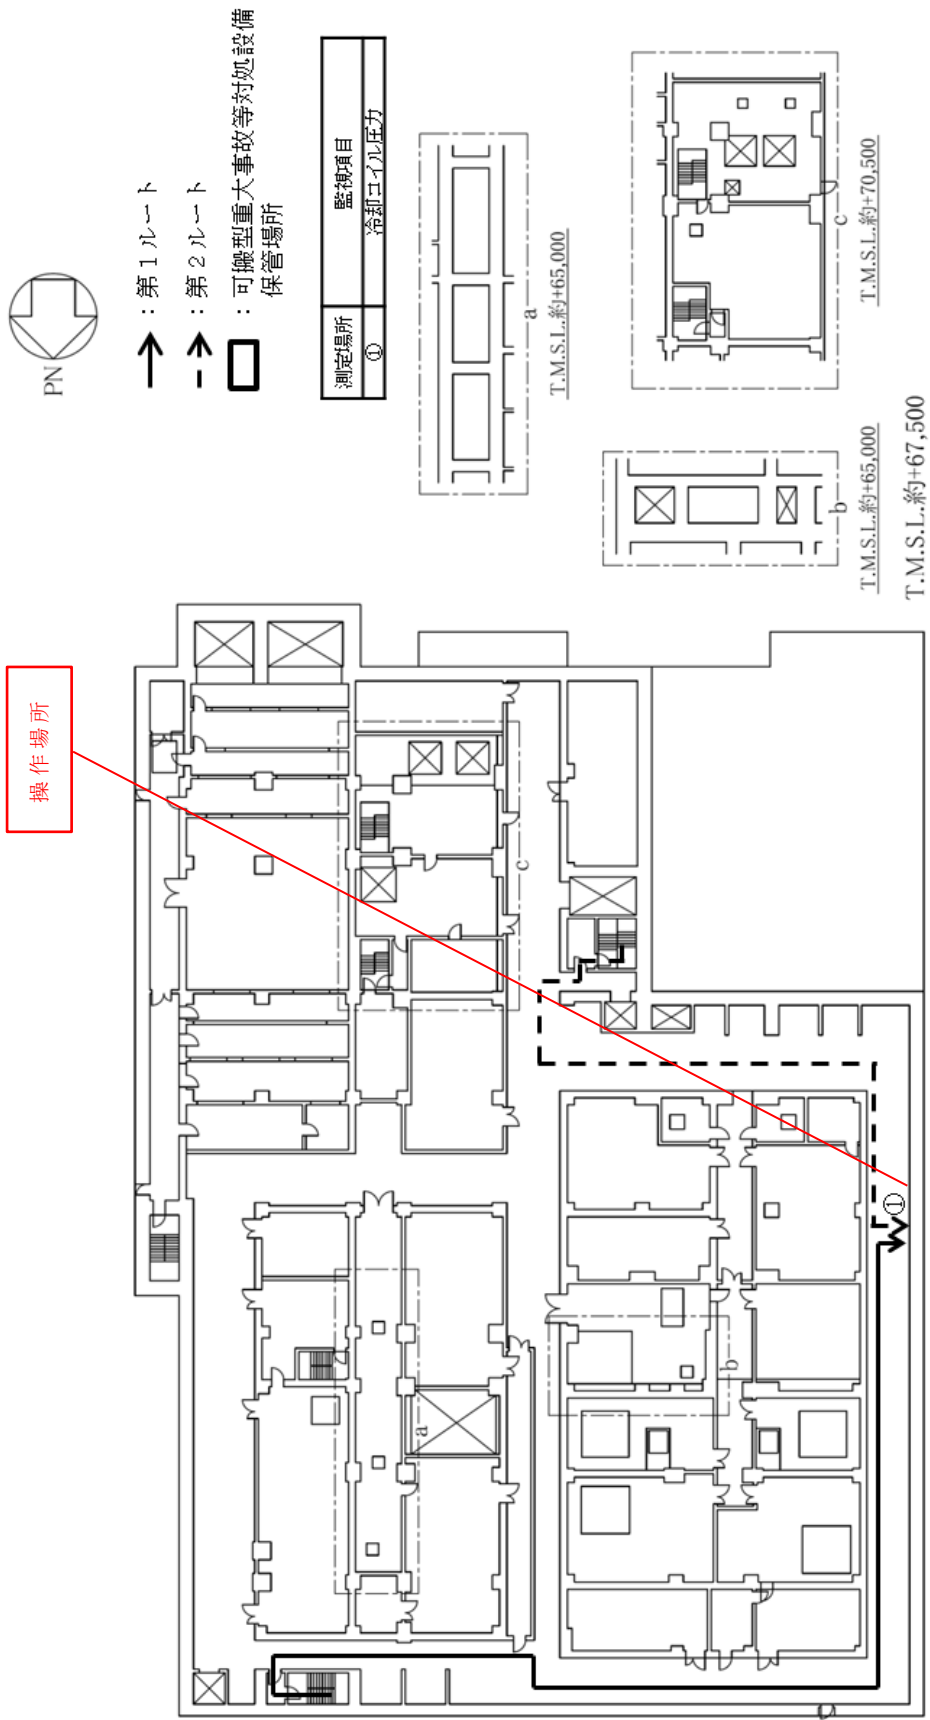 操作場所
PN
：第1ルート
：第2ルート
：可搬型重大事故等対処設備
保管場所
測定場所 監視項目
① 冷却コイル圧力
a
T.M.S.L.約+65,000
b
T.M.S.L.約+65,000
c
T.M.S.L.約+70,500
T.M.S.L.約+67,500
a
b
c
①